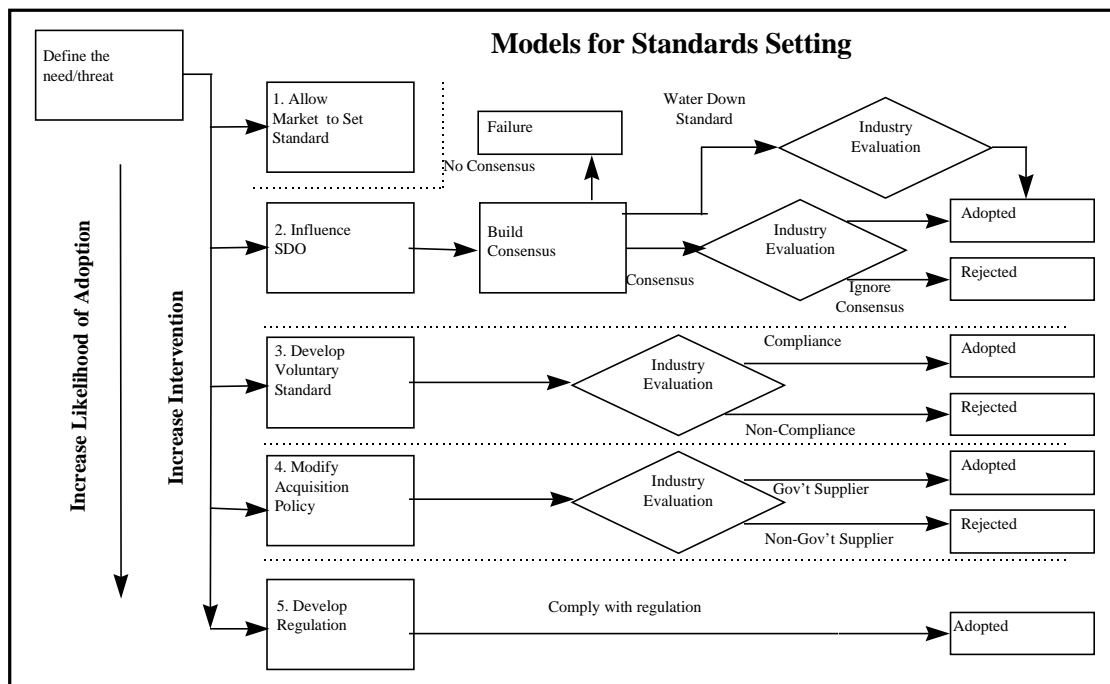 Models for Standards Setting
Define the
need/threat
1. Allow
Market to Set
Standard
Failure
No Consensus
Water Down
Standard
Industry
Evaluation
2. Influence
SDO
Build
Consensus
Consensus
Industry
Evaluation
Ignore
Consensus
Adopted
Rejected
3. Develop
Voluntary
Standard
Industry
Evaluation
Compliance
Non-Compliance
Adopted
Rejected
4. Modify
Acquisition
Policy
Industry
Evaluation
Gov't Supplier
Non-Gov't Supplier
Adopted
Rejected
5. Develop
Regulation
Comply with regulation
Adopted
Increase Likelihood of Adoption
Increase Intervention